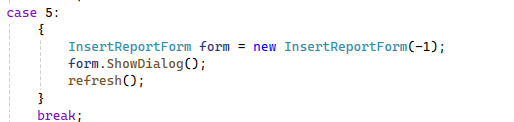 case 5:
{
InsertReportForm form = new InsertReportForm(-1);
form.ShowDialog();
refresh();
}
break;